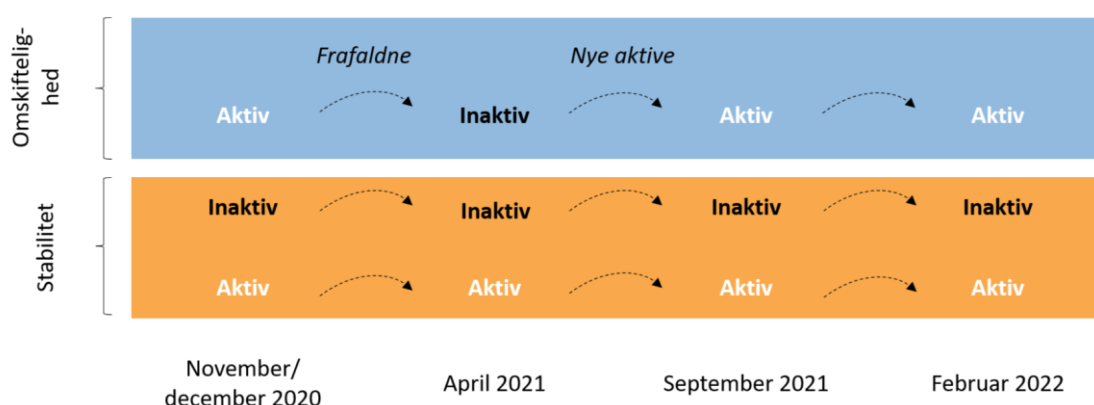 Omskiftelig-
hed
Frafaldne
Nye aktive
Aktiv
Inaktiv
Aktiv
Aktiv
Stabilitet
Inaktiv
Inaktiv
Inaktiv
Inaktiv
Aktiv
Aktiv
Aktiv
Aktiv
November/
december 2020
April 2021
September 2021
Februar 2022